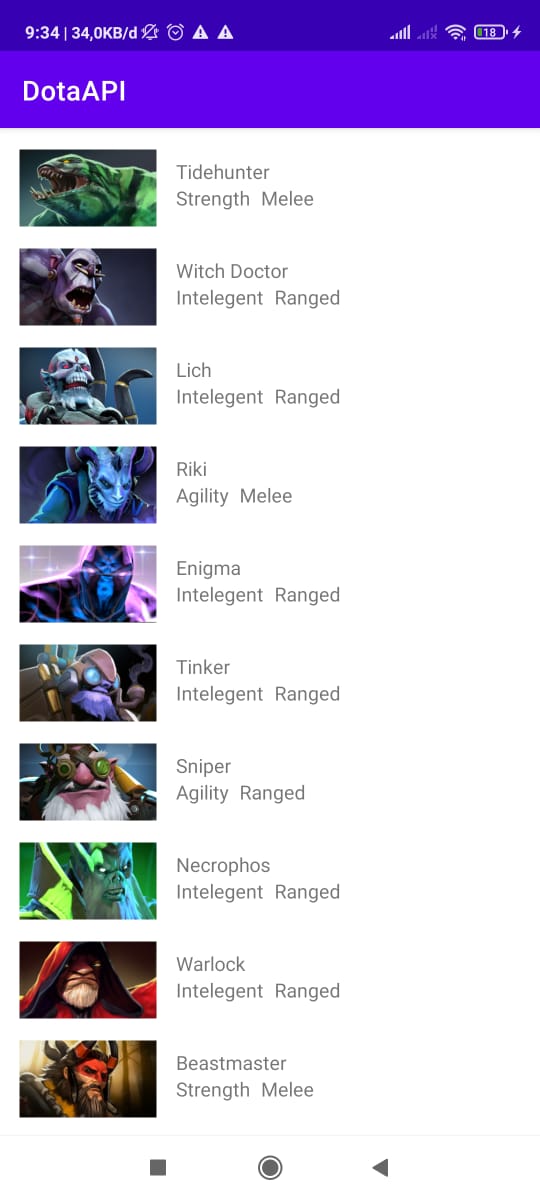 9:34 | 34,0KB/d 18
DotaAPI
Tidehunter
Strength Melee
Witch Doctor
Intelegent Ranged
Lich
Intelegent Ranged
Riki
Agility Melee
Enigma
Intelegent Ranged
Tinker
Intelegent Ranged
Sniper
Agility Ranged
Necrophos
Intelegent Ranged
Warlock
Intelegent Ranged
Beastmaster
Strength Melee